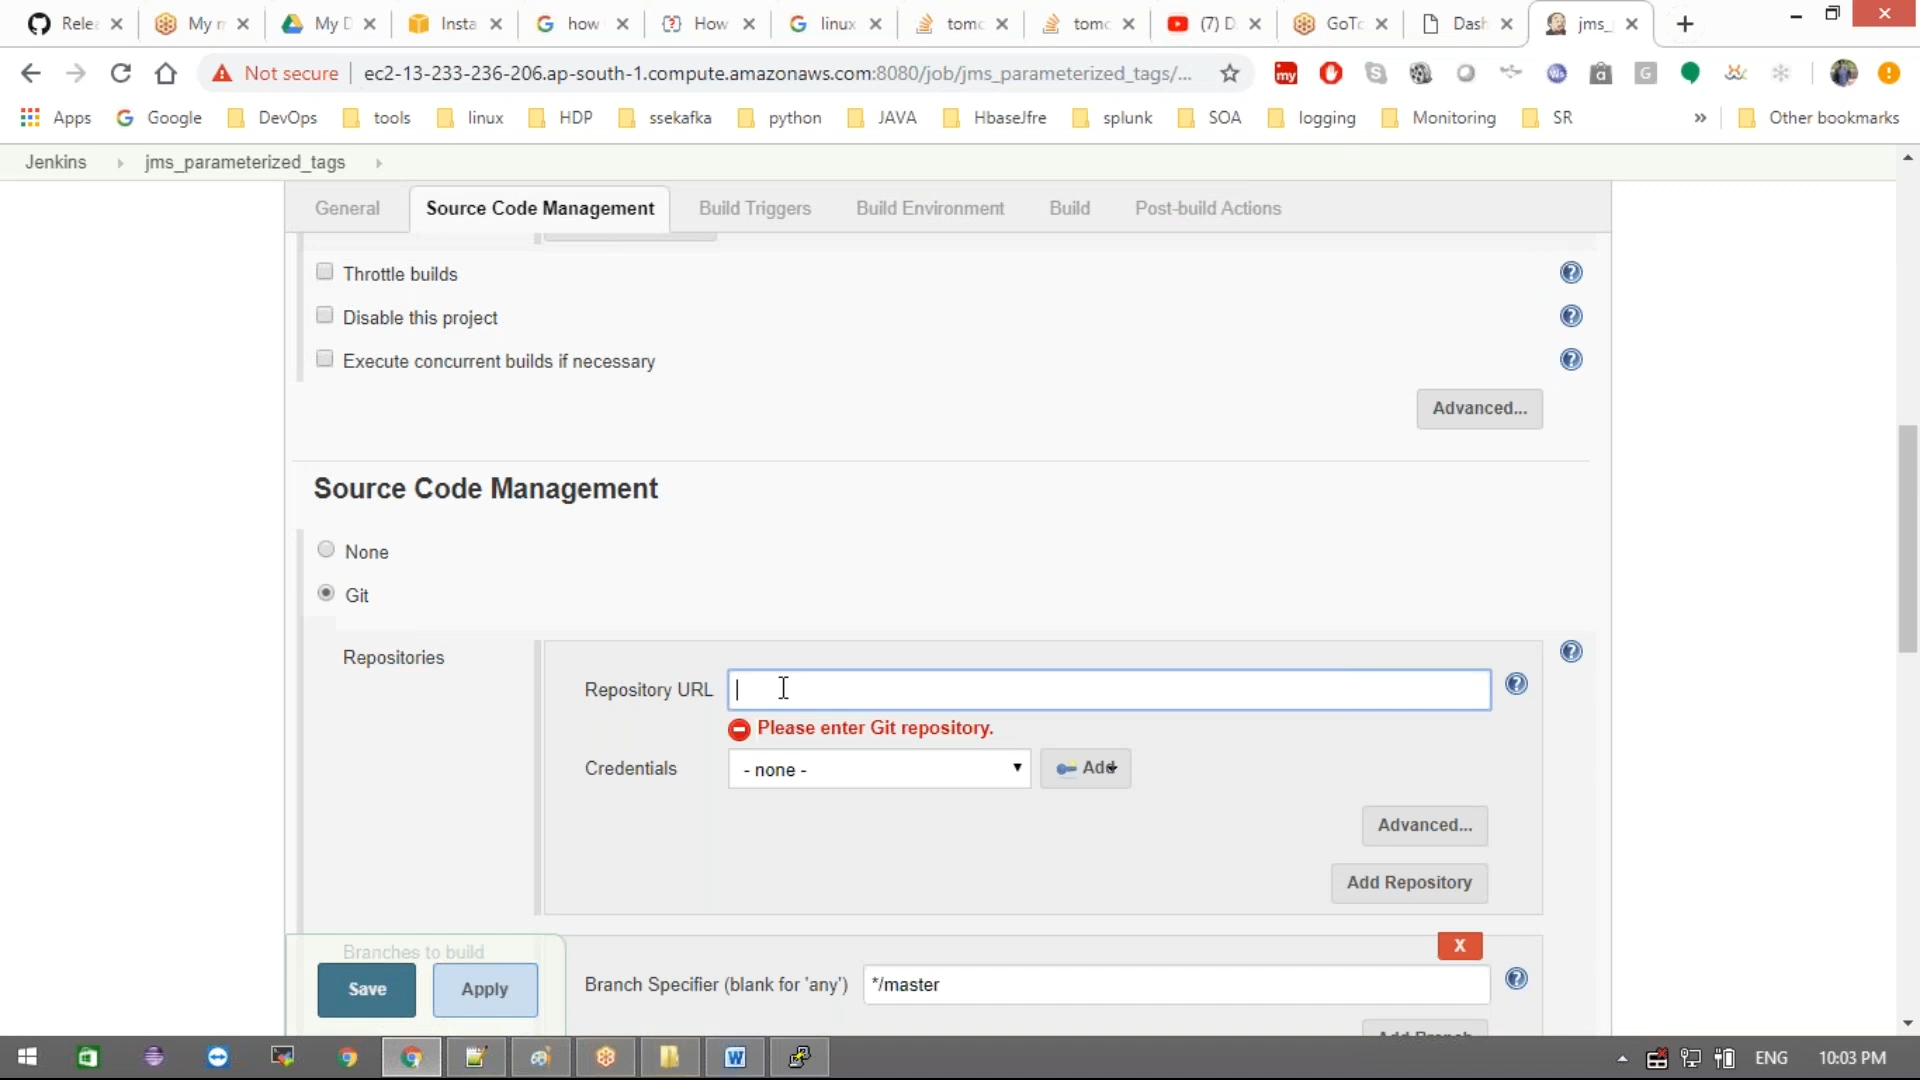 Rele
My r
My D
Insta
how
How
linux
tomc
tomc
(7) D
GoTo
Dash
jms_
Not secure
ec2-13-233-236-206.ap-south-1.compute.amazonaws.com:8080/job/jms_parameterized_tags/...
Apps
Google
DevOps
tools
linux
HDP
ssekafka
python
JAVA
HbaseJfre
splunk
SOA
logging
Monitoring
SR
»
Other bookmarks
Jenkins
jms_parameterized_tags
General
Source Code Management
Build Triggers
Build Environment
Build
Post-build Actions
Throttle builds
Disable this project
Execute concurrent builds if necessary
Advanced...
Source Code Management
None
Git
Repositories
Repository URL
Please enter Git repository.
Credentials
- none -
Add
Advanced...
Add Repository
X
Branches to build
Branch Specifier (blank for 'any')
*/master
Save
Apply
Add Branch
ENG
10:03 PM